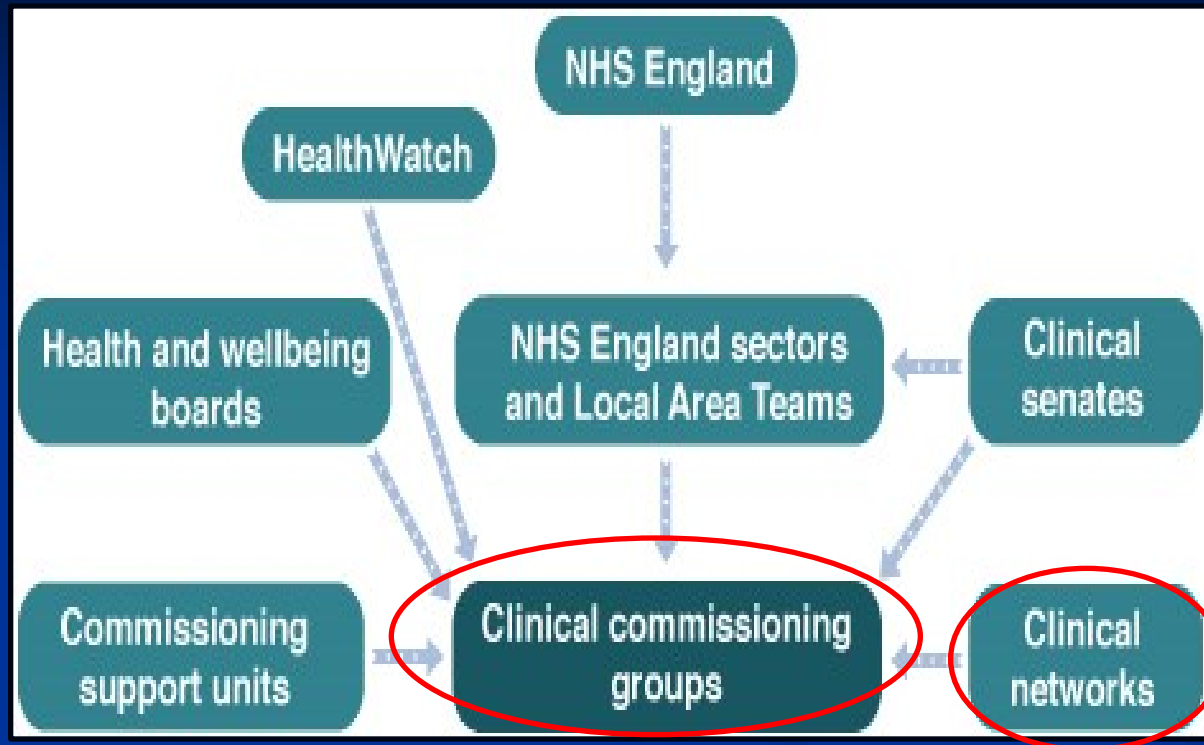 NHS England
HealthWatch
Health and wellbeing
boards
NHS England sectors
and Local Area Teams
Clinical
senates
Commissioning
support units
Clinical commissioning
groups
Clinical
networks